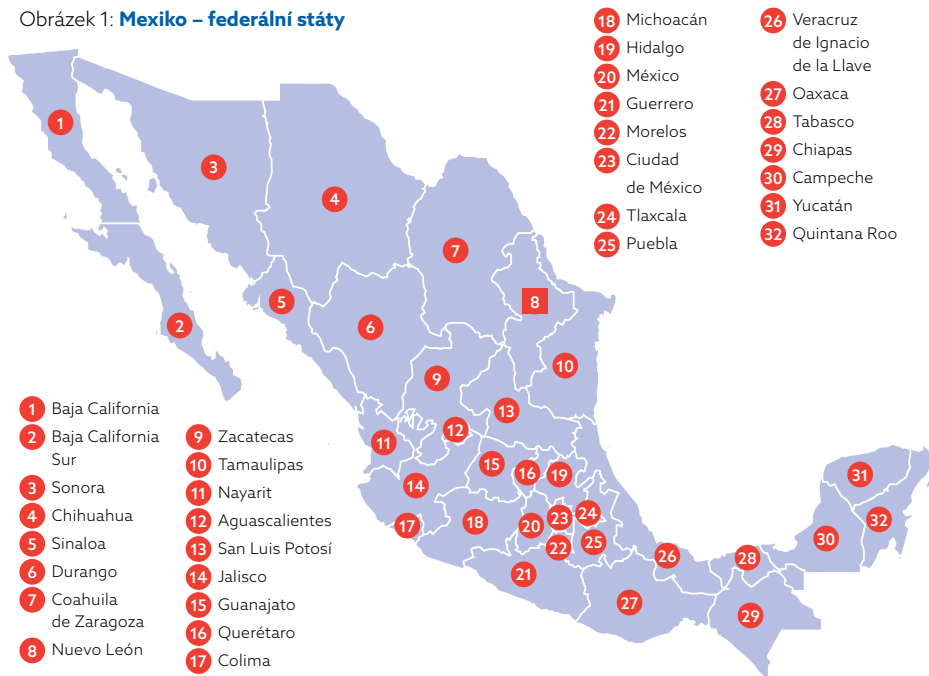 Obrázek 1: Mexiko – federální státy
1 Baja California
2 Baja California
Sur
3 Sonora
4 Chihuahua
5 Sinaloa
6 Durango
7 Coahuila
de Zaragoza
8 Nuevo León
9 Zacatecas
10 Tamaulipas
11 Nayarit
12 Aguascalientes
13 San Luis Potosí
14 Jalisco
15 Guanajato
16 Querétaro
17 Colima
18 Michoacán
19 Hidalgo
20 México
21 Guerrero
22 Morelos
23 Ciudad
de México
24 Tlaxcala
25 Puebla
26 Veracruz
de Ignacio
de la Llave
27 Oaxaca
28 Tabasco
29 Chiapas
30 Campeche
31 Yucatán
32 Quintana Roo
1
3
4
7
5
8
2
6
10
9
13
12
11
15
16
19
31
14
24
23
32
17
18
20
30
22
25
26
28
21
27
29